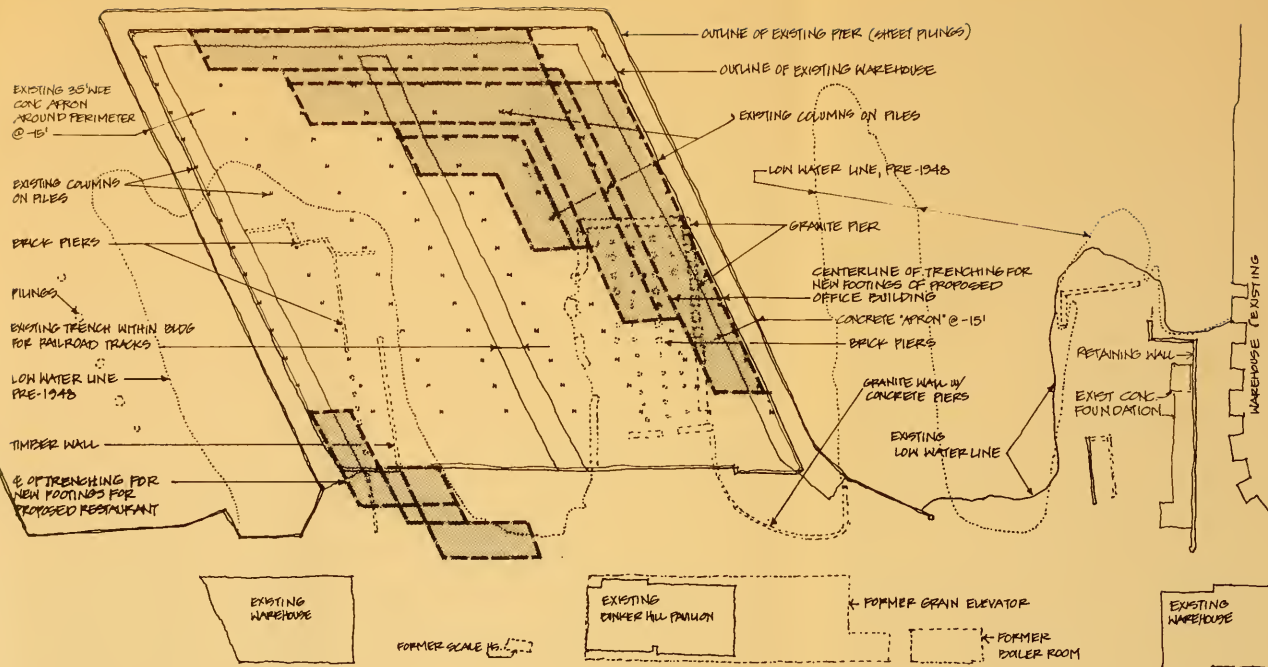 OUTLINE OF EXISTING PIER (SHEET PILINGS)
OUTLINE OF EXISTING WAREHOUSE
EXISTING 35' WIDE
CONC APRON
AROUND PERIMETER
@ -15'
EXISTING COLUMNS
ON PILES
BRICK PIERS
PILINGS
EXISTING TRENCH WITHIN BLDG
FOR RAILROAD TRACKS
LOW WATER LINE
PRE-1948
TIMBER WALL
℄ OF TRENCHING FOR
NEW FOOTINGS FOR
PROPOSED RESTAURANT
EXISTING COLUMNS ON PILES
LOW WATER LINE, PRE-1948
GRANITE PIER
CENTERLINE OF TRENCHING FOR
NEW FOOTINGS OF PROPOSED
OFFICE BUILDING
CONCRETE "APRON" @ -15'
BRICK PIERS
GRANITE WALL W/
CONCRETE PIERS
EXISTING
LOW WATER LINE
RETAINING WALL
EXIST CONC.
FOUNDATION
WAREHOUSE (EXISTING
EXISTING
WAREHOUSE
FORMER SCALE HS.
EXISTING
BUNKER HILL PAVILION
FORMER GRAIN ELEVATOR
FORMER
BOILER ROOM
EXISTING
WAREHOUSE